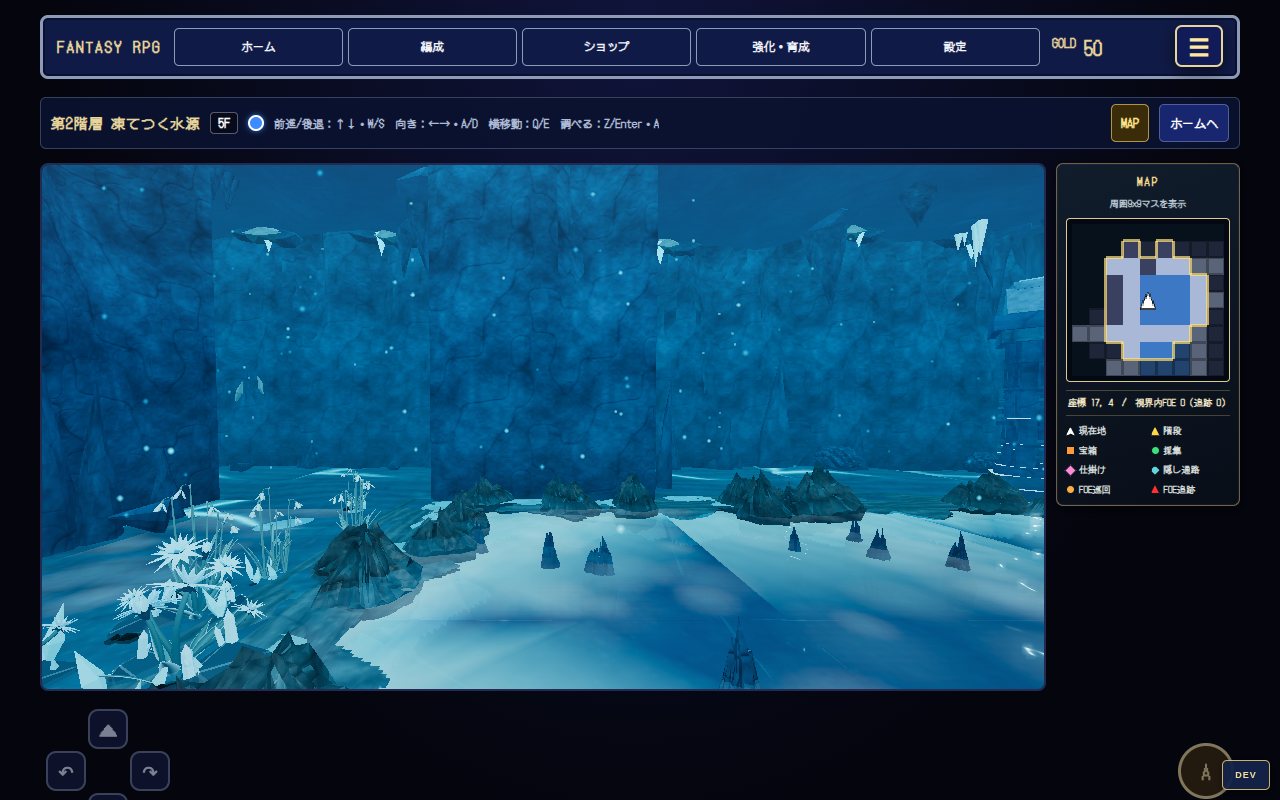 FANTASY RPG
ホーム
編成
ショップ
強化・育成
設定
GOLD 50
第2階層 凍てつく水源
5F
前進/後退：↑↓・W/S 向き：←→・A/D 横移動：Q/E 調べる：Z/Enter・A
MAP
ホームへ
MAP
周囲9x9マスを表示
座標 17, 4 / 視界内FOE 0 (追跡 0)
現在地
階段
宝箱
採集
仕掛け
隠し通路
FOE巡回
FOE追跡
A
DEV